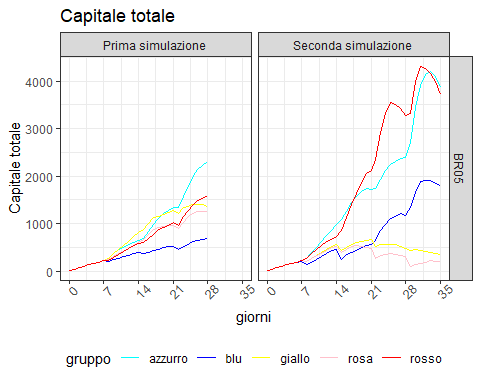 Capitale totale
Prima simulazione
Seconda simulazione
Capitale totale
4000
3000
2000
1000
0
BR05
0 7 14 21 28 35 0 7 14 21 28 35
giorni
gruppo azzurro blu giallo rosa rosso